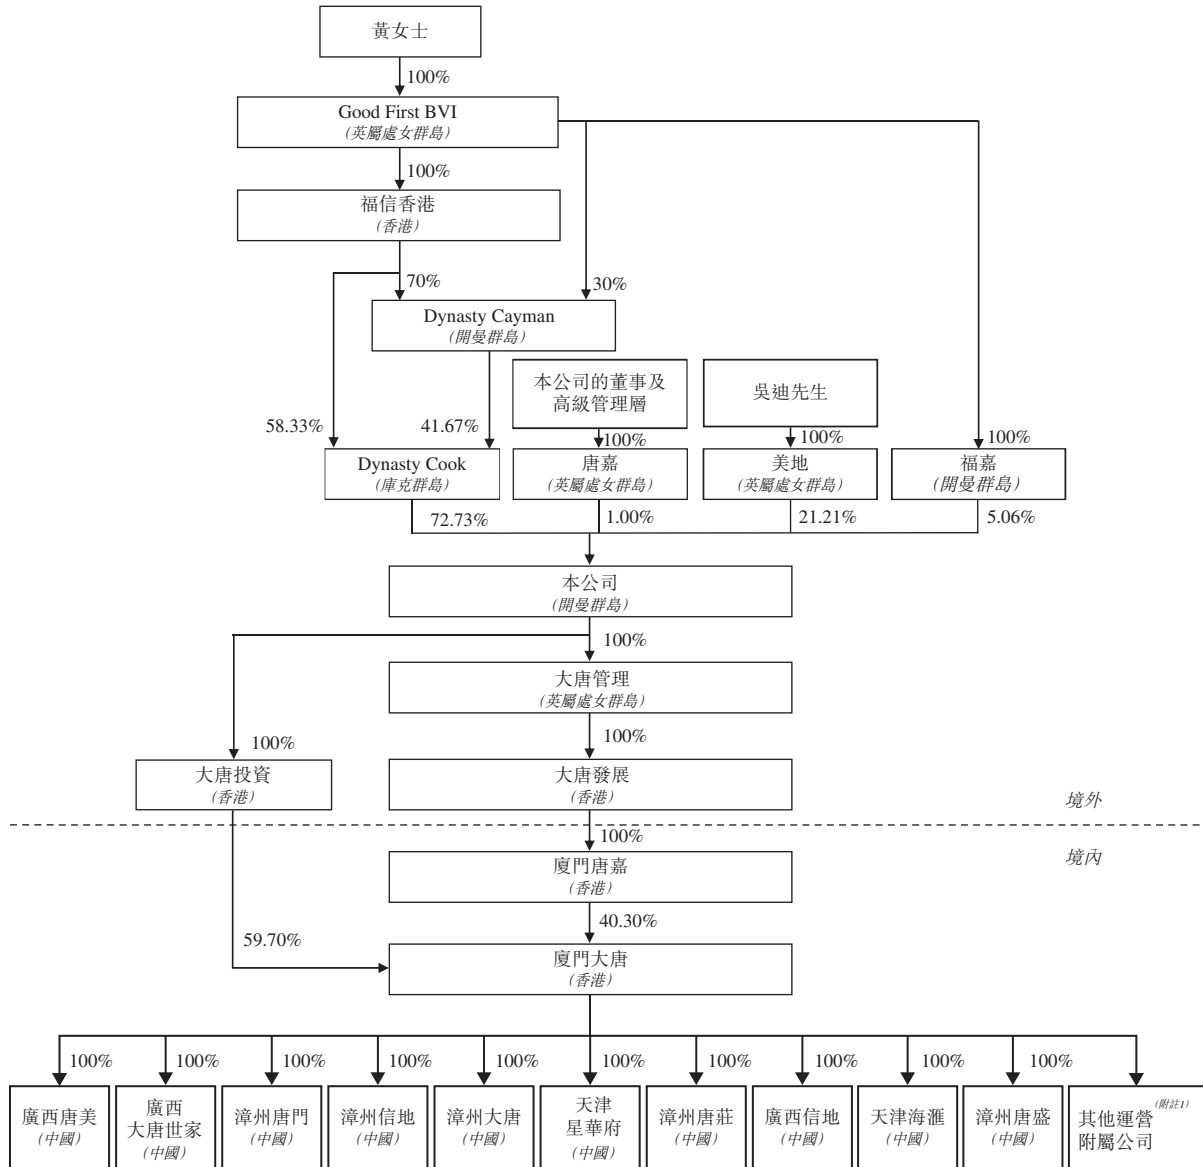 黃女士
100%
Good First BVI
(英屬處女群島)
100%
福信香港
(香港)
70%
30%
Dynasty Cayman
(開曼群島)
本公司的董事及
高級管理層
吳迪先生
58.33%
41.67%
100%
100%
100%
Dynasty Cook
(庫克群島)
唐嘉
(英屬處女群島)
美地
(英屬處女群島)
福嘉
(開曼群島)
72.73%
1.00%
21.21%
5.06%
本公司
(開曼群島)
100%
大唐管理
(英屬處女群島)
100%
100%
大唐投資
(香港)
大唐發展
(香港)
境外
100%
境內
廈門唐嘉
(香港)
40.30%
59.70%
廈門大唐
(香港)
100%
100%
100%
100%
100%
100%
100%
100%
100%
100%
廣西唐美
(中國)
廣西
大唐世家
(中國)
漳州唐門
(中國)
漳州信地
(中國)
漳州大唐
(中國)
天津
星華府
(中國)
漳州唐莊
(中國)
廣西信地
(中國)
天津海滙
(中國)
漳州唐盛
(中國)
其他運營(附註1)
附屬公司